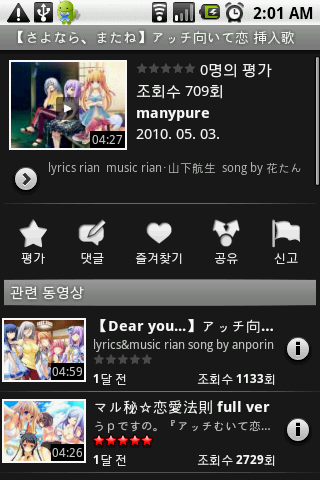 2:01 AM
【さよなら、またね】アッチ向いて恋 挿入歌
04:27
0명의 평가
조회수 709회
manypure
2010. 05. 03.
lyrics rian  music rian·山下航生  song by 花たん
평가 댓글 즐겨찾기 공유 신고
관련 동영상
04:59
【Dear you...】アッチ向...
lyrics&music rian song by anporin
1달 전 조회수 1133회
04:26
マル秘☆恋愛法則 full ver
うｐですの。『アッチむいて恋...
1달 전 조회수 2729회